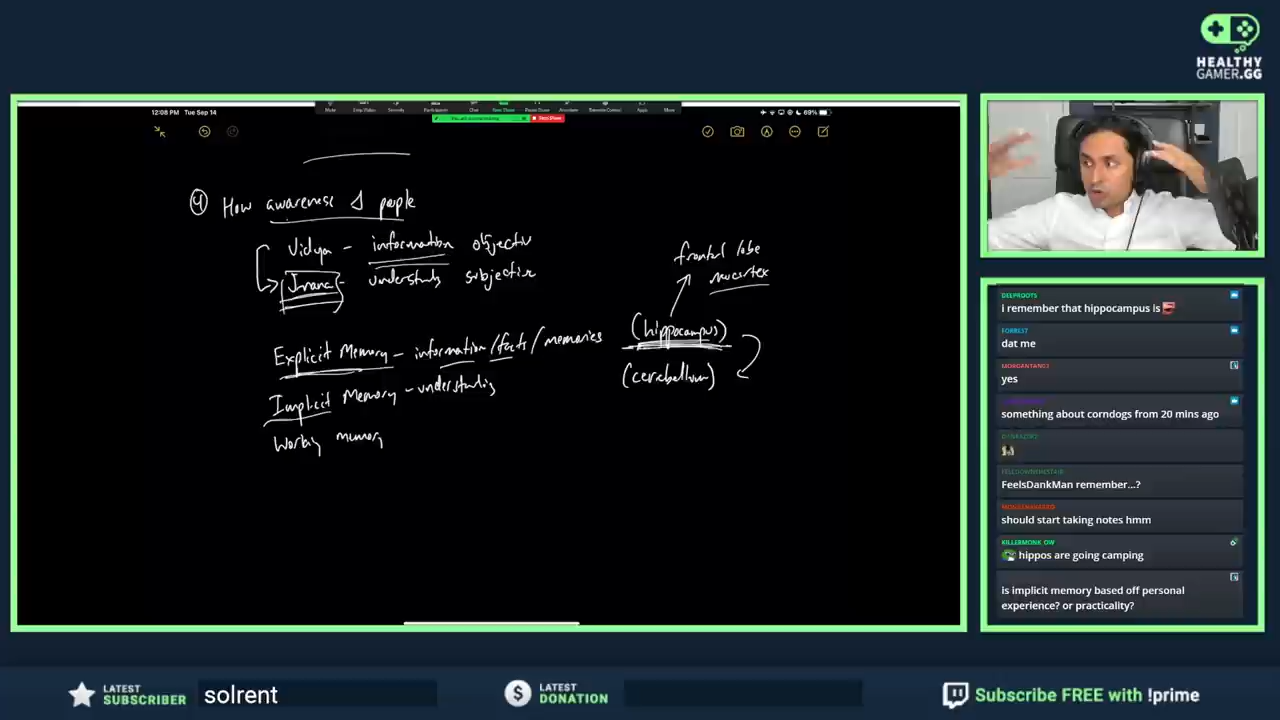 HEALTHY
GAMER.GG
12:08 PM Tue Sep 14
69%
4 How awareness Δ people
Vidya - information objectiv
Jnana - understandy subjective
frontal lobe
neocortex
(hippocampus)
(cerebellum)
Explicit Memory - information/facts/memories
Implicit Memory - understanding
Working memory
DEEPROOTS
i remember that hippocampus is
FORREST
dat me
yes
something about corndogs from 20 mins ago
FeelsDankMan remember...?
should start taking notes hmm
KILLERMONK OW
hippos are going camping
is implicit memory based off personal
experience? or practicality?
LATEST
SUBSCRIBER
solrent
LATEST
DONATION
Subscribe FREE with !prime